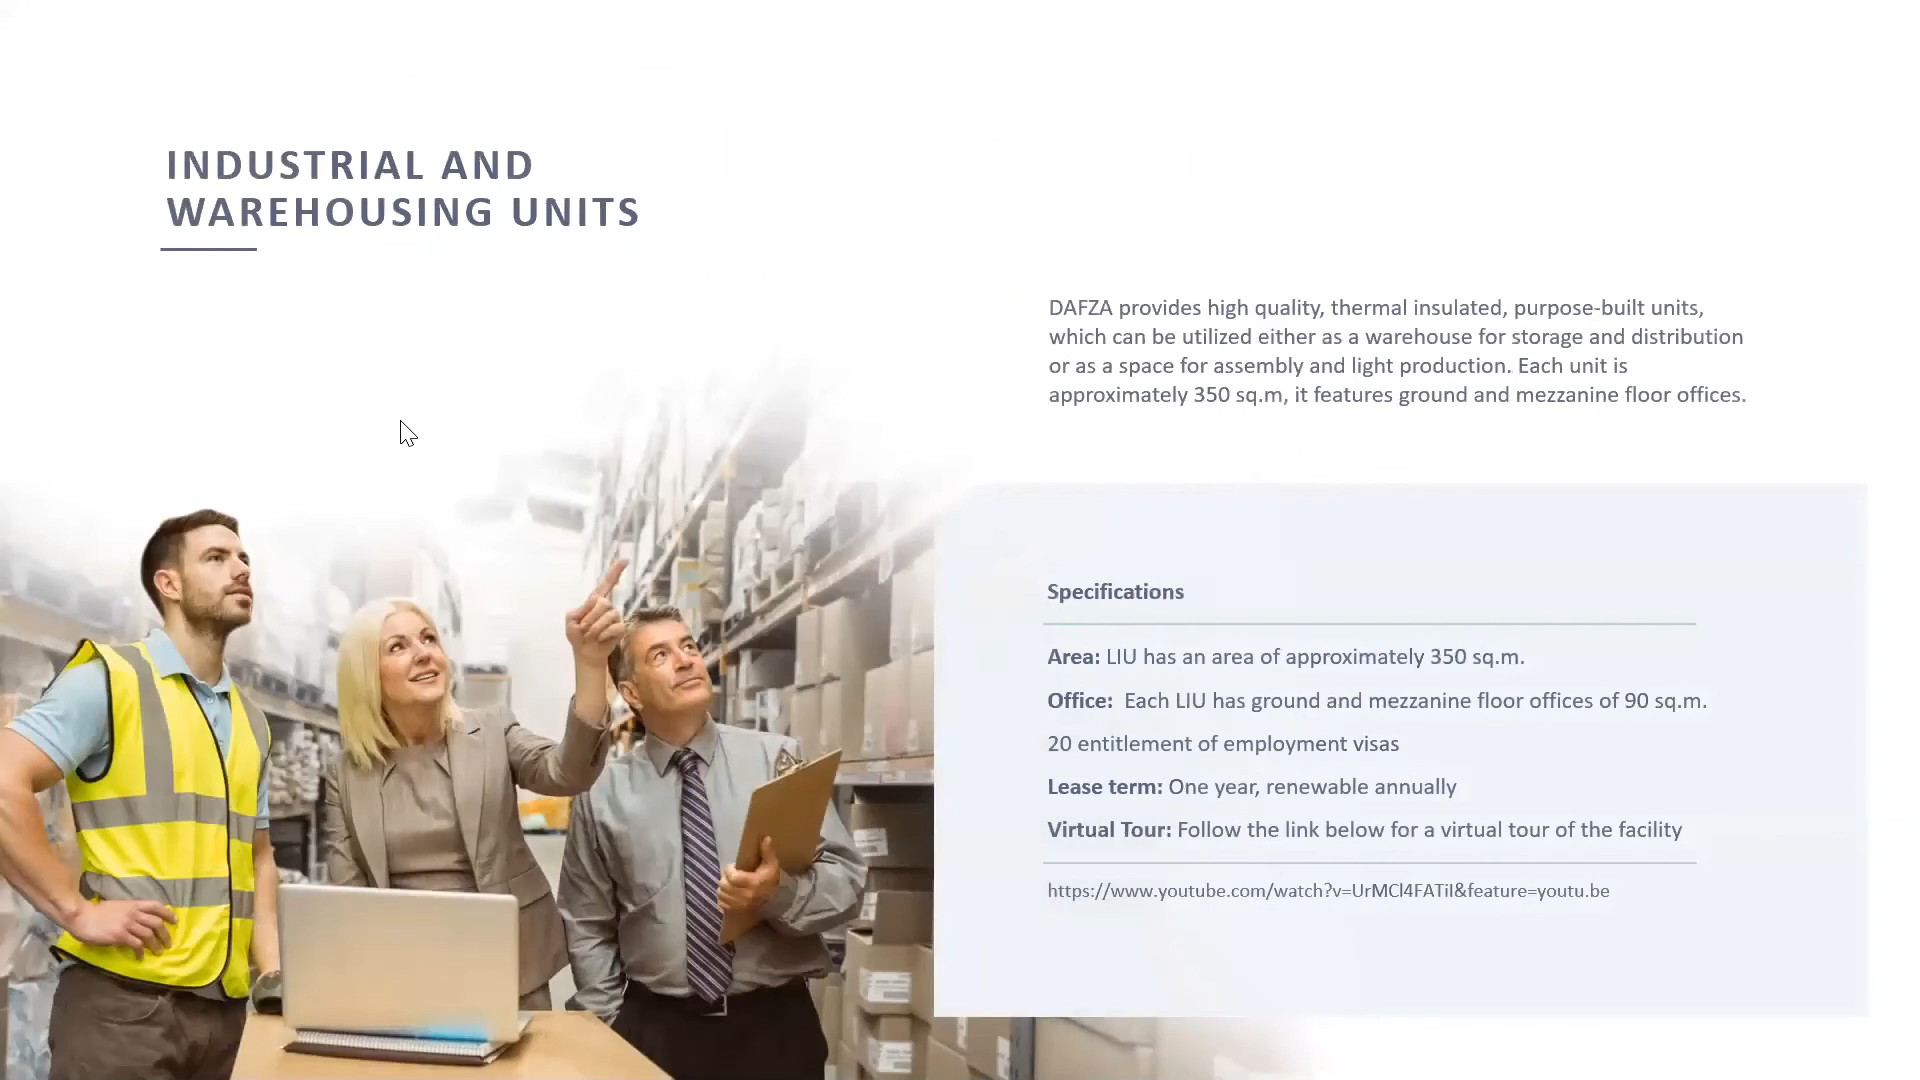 INDUSTRIAL AND
WAREHOUSING UNITS
DAFZA provides high quality, thermal insulated, purpose-built units,
which can be utilized either as a warehouse for storage and distribution
or as a space for assembly and light production. Each unit is
approximately 350 sq.m, it features ground and mezzanine floor offices.
Specifications
Area: LIU has an area of approximately 350 sq.m.
Office: Each LIU has ground and mezzanine floor offices of 90 sq.m.
20 entitlement of employment visas
Lease term: One year, renewable annually
Virtual Tour: Follow the link below for a virtual tour of the facility
https://www.youtube.com/watch?v=UrMCl4FATiI&feature=youtu.be